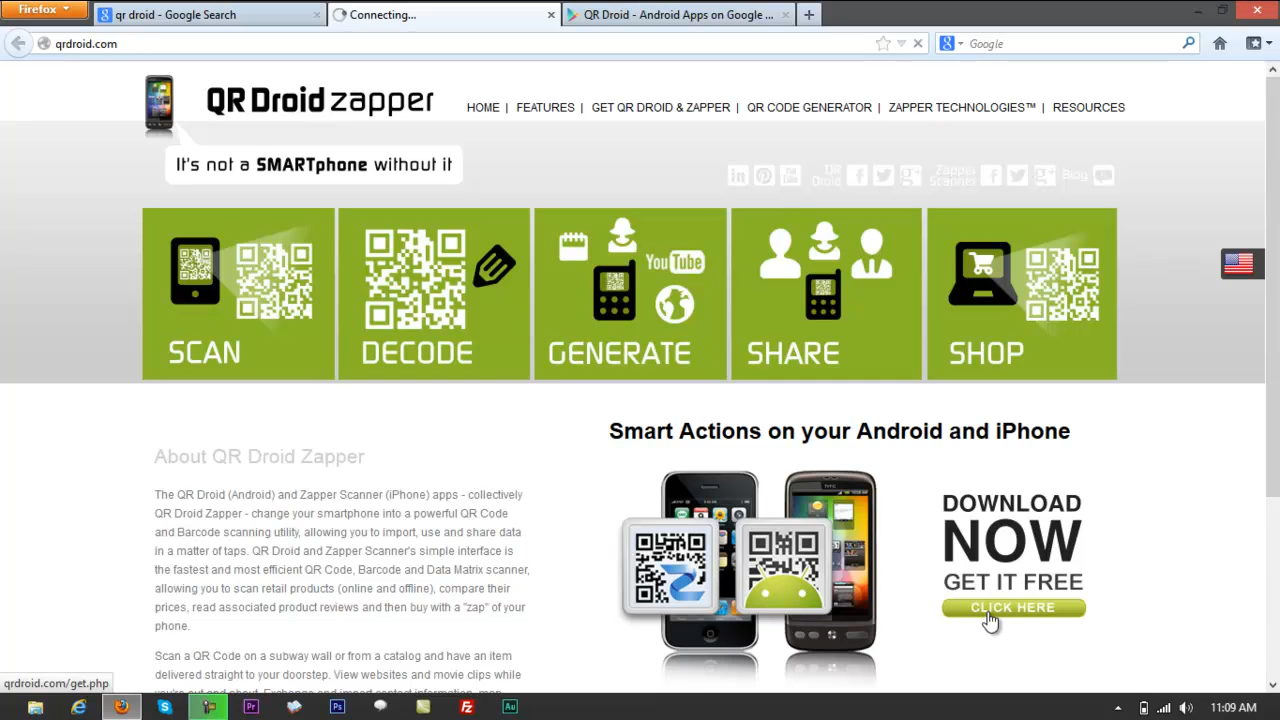 Firefox
qr droid - Google Search
Connecting...
QR Droid - Android Apps on Google ...
qrdroid.com
Google
QR Droid zapper
HOME | FEATURES | GET QR DROID & ZAPPER | QR CODE GENERATOR | ZAPPER TECHNOLOGIES™ | RESOURCES
It's not a SMARTphone without it
QR Droid
Zapper Scanner
Blog
YouTube
SCAN
DECODE
GENERATE
SHARE
SHOP
Smart Actions on your Android and iPhone
About QR Droid Zapper
The QR Droid (Android) and Zapper Scanner (iPhone) apps - collectively
QR Droid Zapper - change your smartphone into a powerful QR Code
and Barcode scanning utility, allowing you to import, use and share data
in a matter of taps. QR Droid and Zapper Scanner's simple interface is
the fastest and most efficient QR Code, Barcode and Data Matrix scanner,
allowing you to scan retail products (online and offline), compare their
prices, read associated product reviews and then buy with a "zap" of your
phone.
Scan a QR Code on a subway wall or from a catalog and have an item
delivered straight to your doorstep. View websites and movie clips while
DOWNLOAD
NOW
GET IT FREE
CLICK HERE
qrdroid.com/get.php
11:09 AM